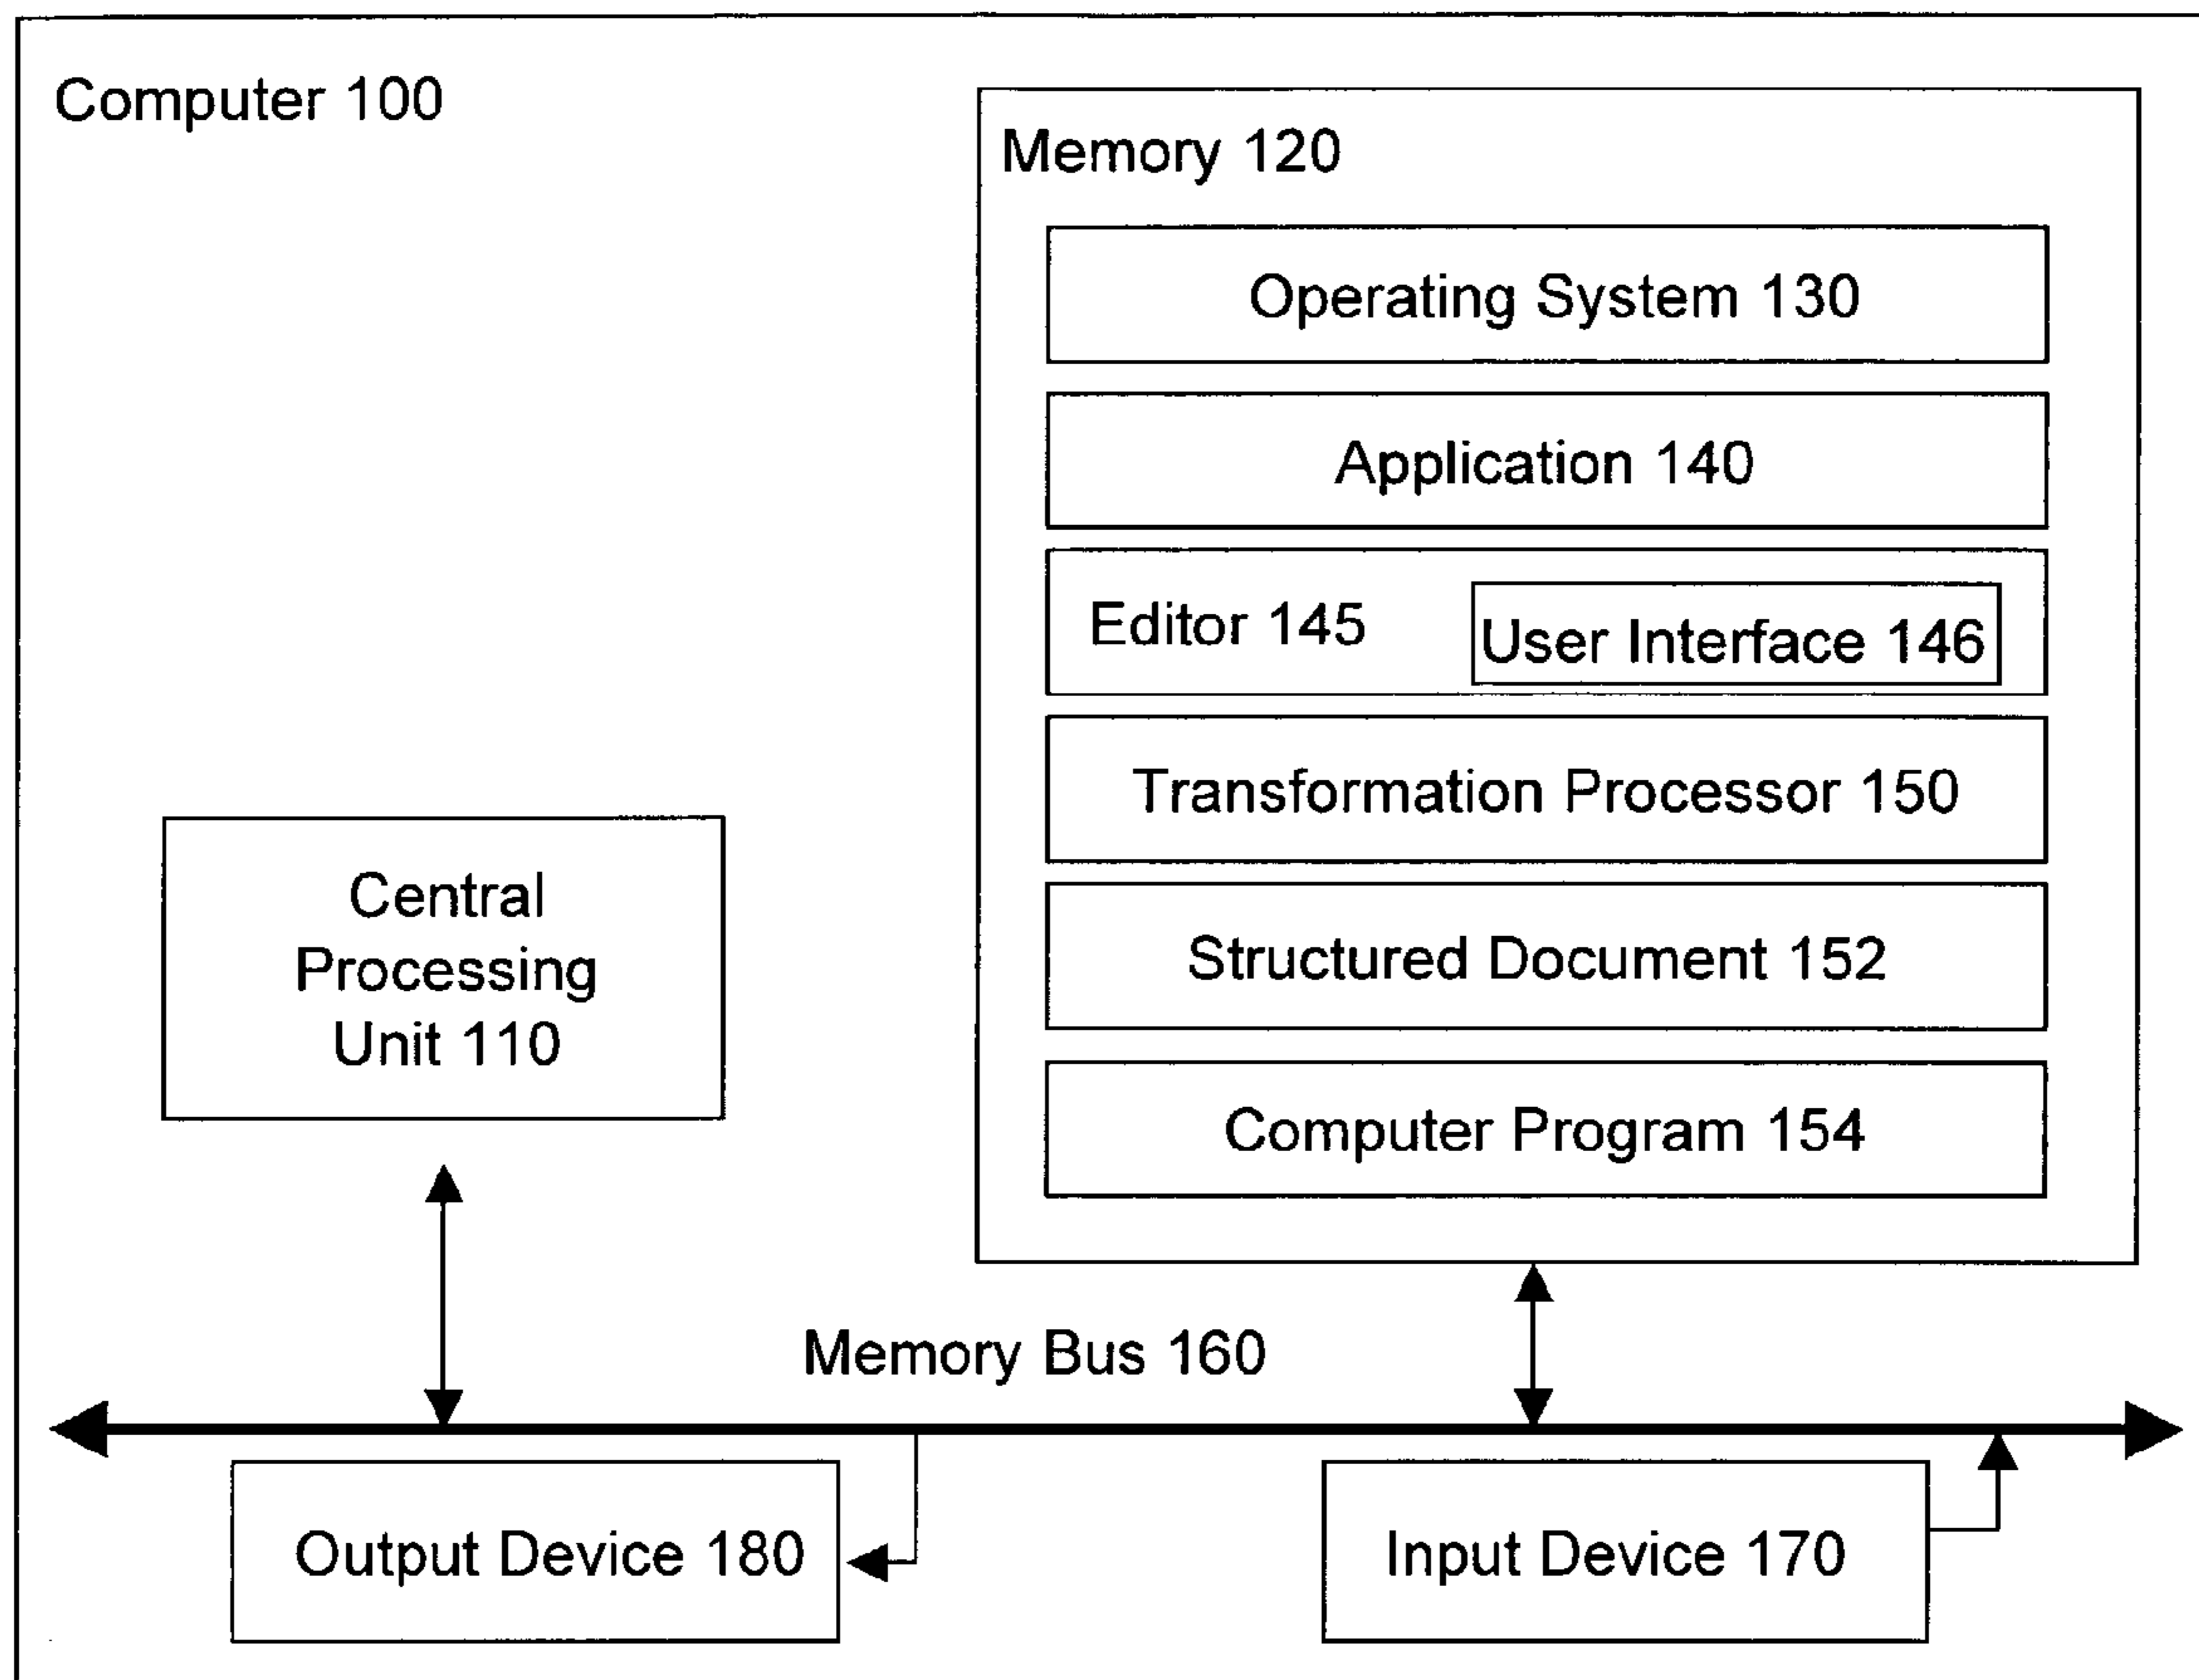 Computer 100
Memory 120
Operating System 130
Application 140
Editor 145
User Interface 146
Transformation Processor 150
Structured Document 152
Computer Program 154
Central
Processing
Unit 110
Memory Bus 160
Output Device 180
Input Device 170